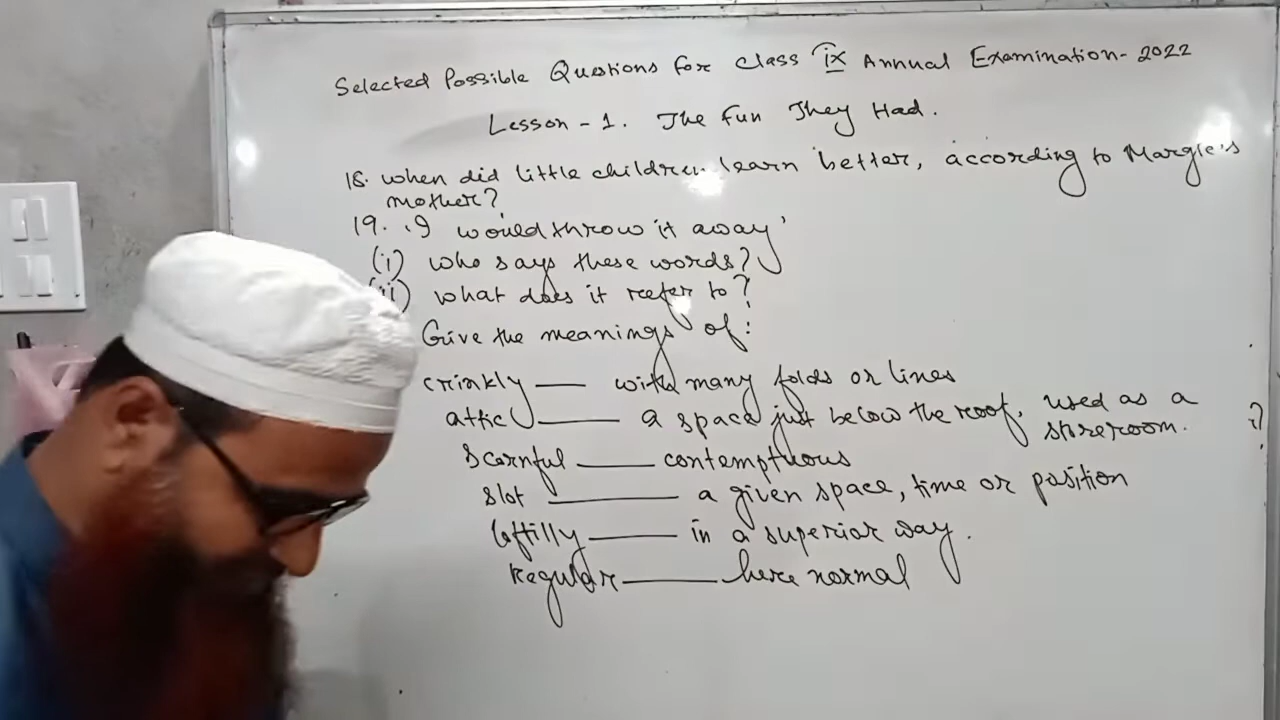 Selected Possible Questions for class IX Annual Examination - 2022
Lesson - 1. The Fun They Had.
18. when did little children learn better, according to Margie's
mother?
19. 'I would throw it away'
(i) who says these words?
(ii) what does it reefer to?
Give the meanings of:
crinkly — with many folds or lines
attic — a space just below the roof, used as a
storeroom.
Scornful — contemptuous
slot — a given space, time or position
loftilly — in a superior way.
Regular — here normal